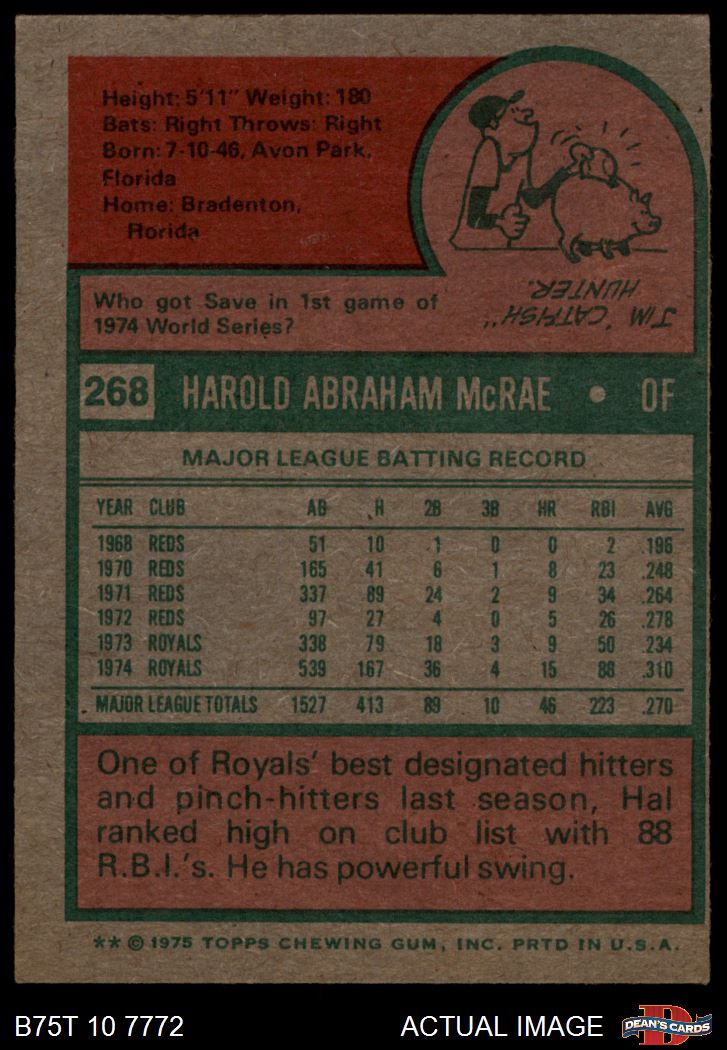 Height: 5'11" Weight: 180
Bats: Right Throws: Right
Born: 7-10-46, Avon Park,
Florida
Home: Bradenton,
Florida
Who got Save in 1st game of
1974 World Series?
JIM "CATFISH"
HUNTER.
268 HAROLD ABRAHAM McRAE • OF
MAJOR LEAGUE BATTING RECORD
YEAR CLUB AB H 2B 3B HR RBI AVG
1968 REDS 51 10 1 0 0 2 .196
1970 REDS 165 41 6 1 8 23 .248
1971 REDS 337 89 24 2 9 34 .264
1972 REDS 97 27 4 0 5 26 .278
1973 ROYALS 338 79 18 3 9 50 .234
1974 ROYALS 539 167 36 4 15 88 .310
MAJOR LEAGUE TOTALS 1527 413 89 10 46 223 .270
One of Royals' best designated hitters
and pinch-hitters last season, Hal
ranked high on club list with 88
R.B.I.'s. He has powerful swing.
** © 1975 TOPPS CHEWING GUM, INC. PRTD IN U.S.A.
B75T 10 7772 ACTUAL IMAGE
D
DEAN'S CARDS